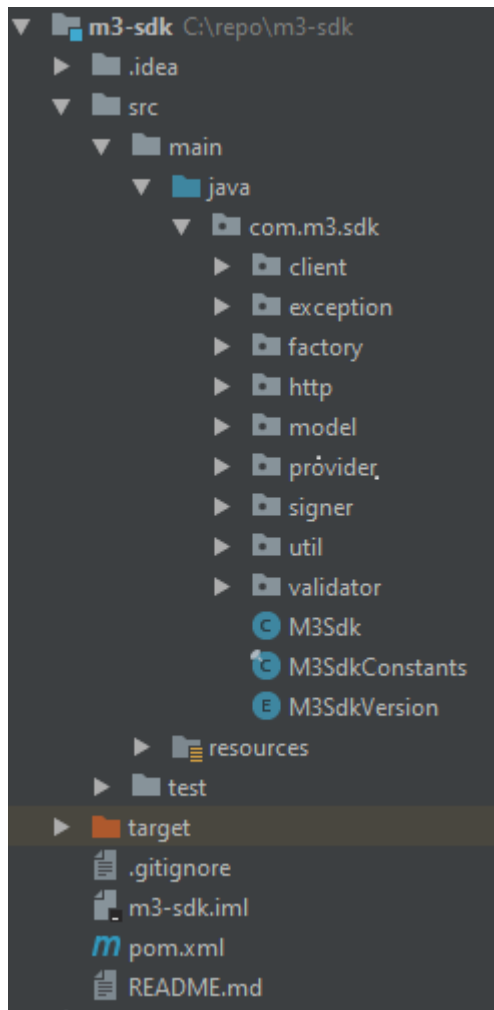 m3-sdk C:\repo\m3-sdk
.idea
src
main
java
com.m3.sdk
client
exception
factory
http
model
provider
signer
util
validator
C M3Sdk
C M3SdkConstants
E M3SdkVersion
resources
test
target
.gitignore
m3-sdk.iml
m pom.xml
README.md